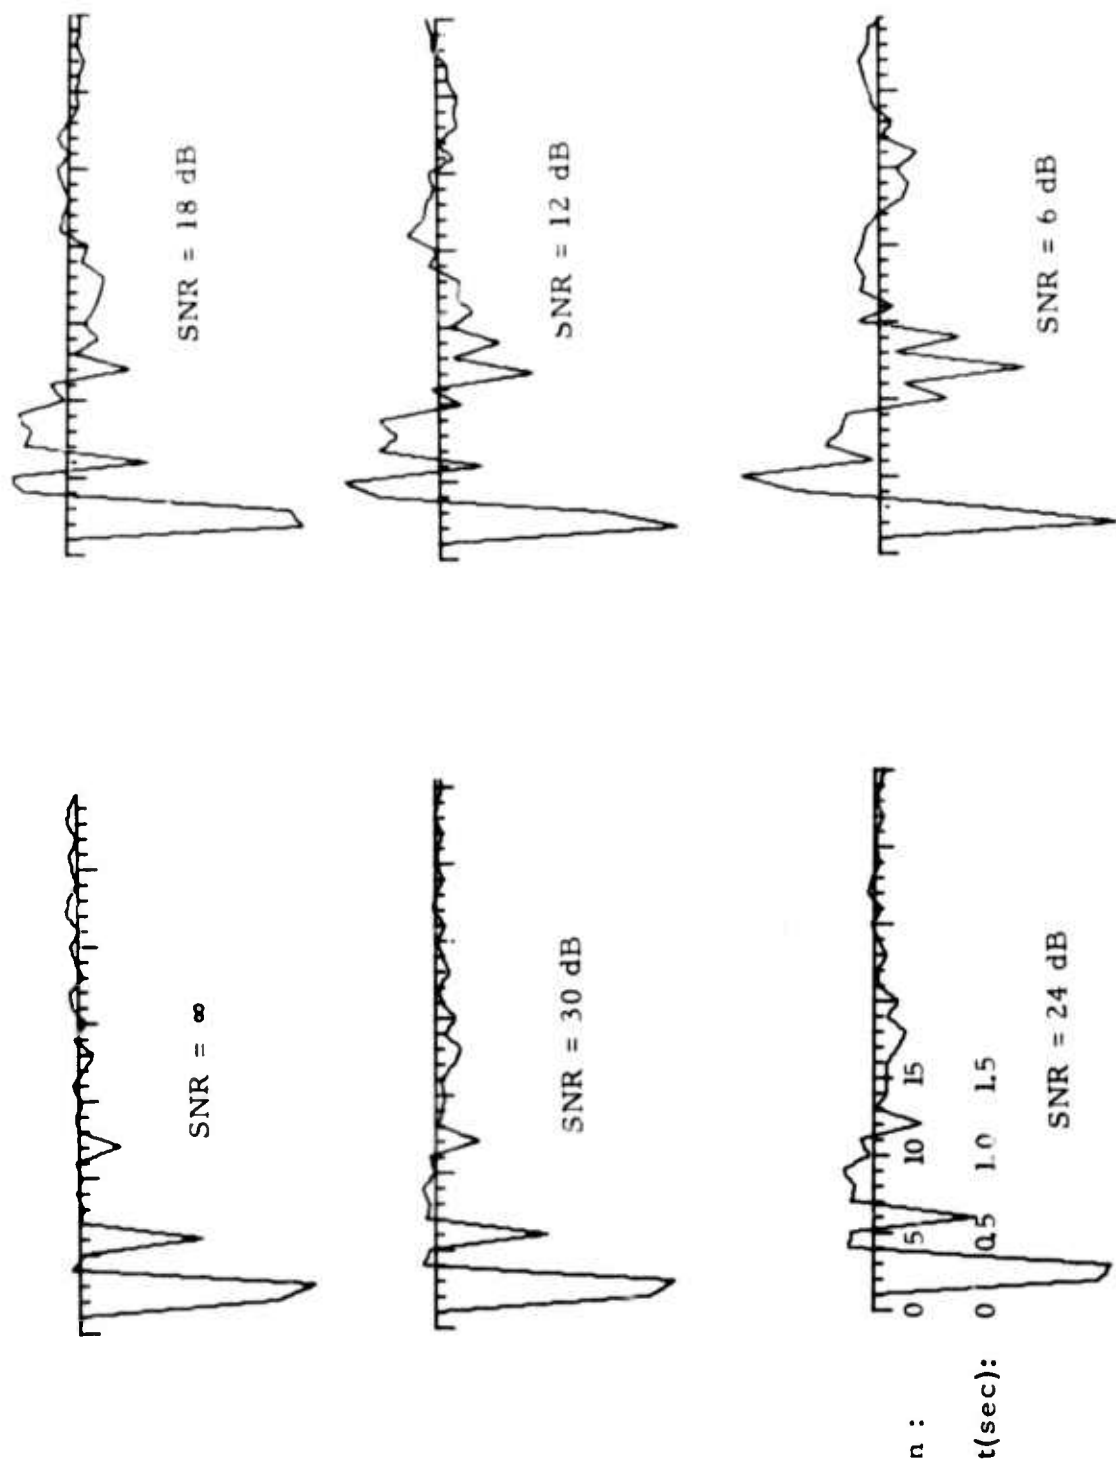 SNR = ∞
SNR = 30 dB
n : 0 5 10 15
t(sec): 0 0.5 1.0 1.5
SNR = 24 dB
SNR = 18 dB
SNR = 12 dB
SNR = 6 dB